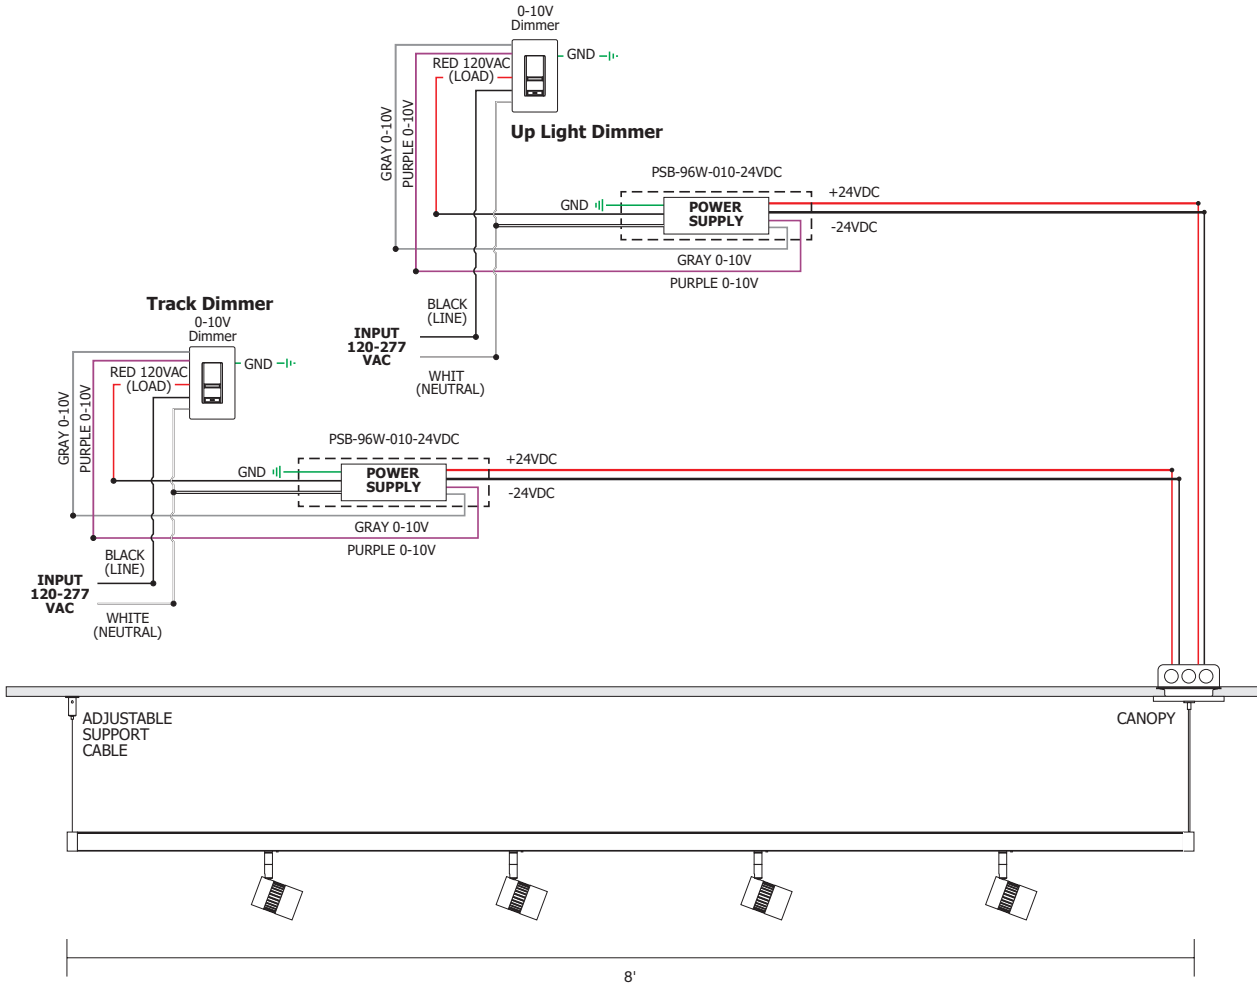 0-10V
Dimmer
GND
RED 120VAC
(LOAD)
GRAY 0-10V
PURPLE 0-10V
Up Light Dimmer
PSB-96W-010-24VDC
GND
POWER
SUPPLY
+24VDC
-24VDC
GRAY 0-10V
PURPLE 0-10V
BLACK
(LINE)
INPUT
120-277
VAC
WHIT
(NEUTRAL)
Track Dimmer
0-10V
Dimmer
GND
RED 120VAC
(LOAD)
GRAY 0-10V
PURPLE 0-10V
PSB-96W-010-24VDC
GND
POWER
SUPPLY
+24VDC
-24VDC
GRAY 0-10V
PURPLE 0-10V
BLACK
(LINE)
INPUT
120-277
VAC
WHITE
(NEUTRAL)
ADJUSTABLE
SUPPORT
CABLE
CANOPY
8'